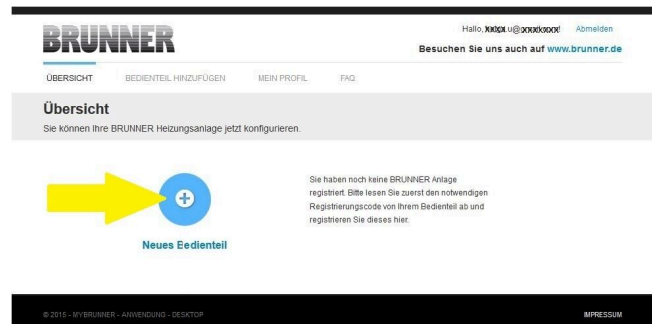 BRUNNER
Hallo, Abmelden
Besuchen Sie uns auch auf www.brunner.de
ÜBERSICHT BEDIENTEIL HINZUFÜGEN MEIN PROFIL FAQ
Übersicht
Sie können Ihre BRUNNER Heizungsanlage jetzt konfigurieren.
Sie haben noch keine BRUNNER Anlage
registriert. Bitte lesen Sie zuerst den notwendigen
Registrierungscode von Ihrem Bedienteil ab und
registrieren Sie dieses hier.
Neues Bedienteil
© 2015 - MYBRUNNER - ANWENDUNG - DESKTOP IMPRESSUM